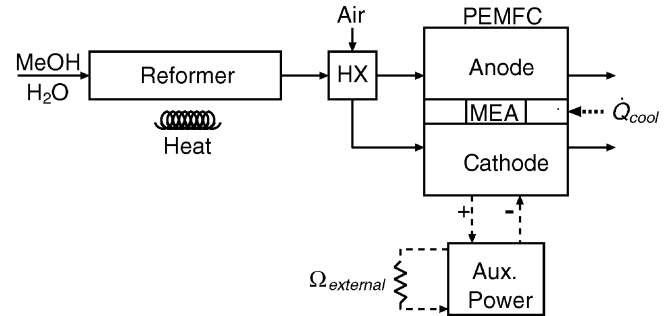 Air
PEMFC
MeOH
H₂O
Reformer
HX
Anode
MEA
Q̇cool
Heat
Cathode
+
-
Ωexternal
Aux.
Power